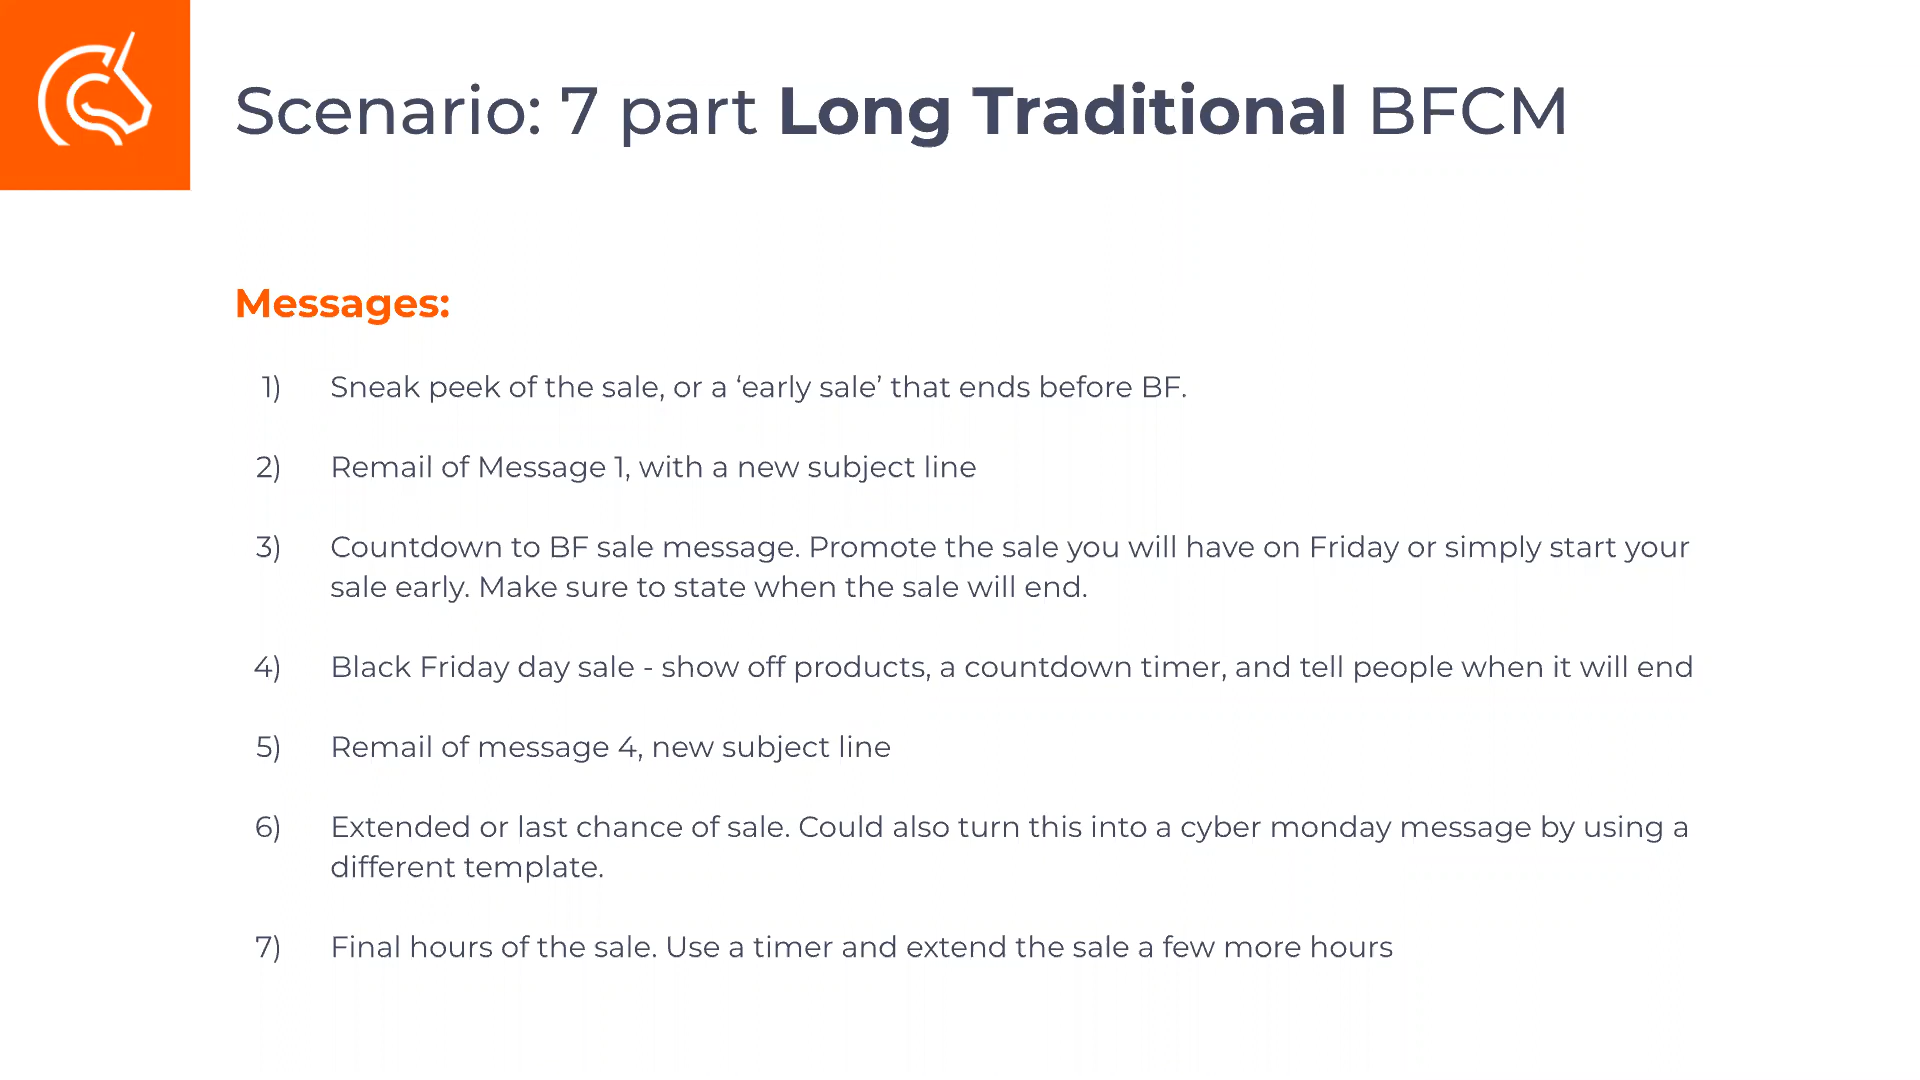 Scenario: 7 part Long Traditional BFCM
Messages:
1) Sneak peek of the sale, or a ‘early sale’ that ends before BF.
2) Remail of Message 1, with a new subject line
3) Countdown to BF sale message. Promote the sale you will have on Friday or simply start your
sale early. Make sure to state when the sale will end.
4) Black Friday day sale - show off products, a countdown timer, and tell people when it will end
5) Remail of message 4, new subject line
6) Extended or last chance of sale. Could also turn this into a cyber monday message by using a
different template.
7) Final hours of the sale. Use a timer and extend the sale a few more hours